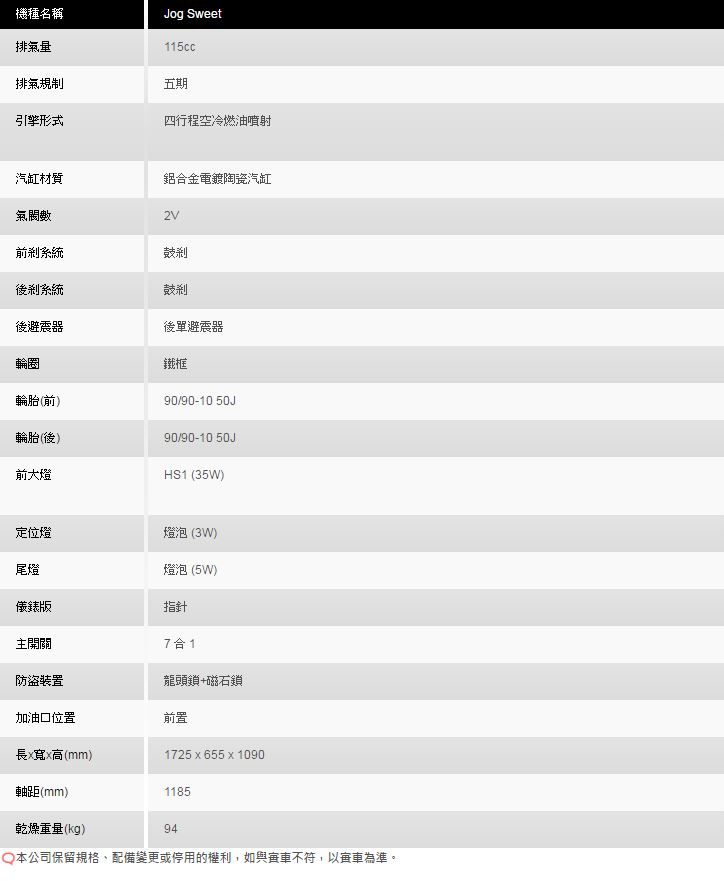 機種名稱 Jog Sweet
排氣量 115cc
排氣規制 五期
引擎形式 四行程空冷燃油噴射
汽缸材質 鋁合金電鍍陶瓷汽缸
氣閥數 2V
前剎系統 鼓剎
後剎系統 鼓剎
後避震器 後單避震器
輪圈 鐵框
輪胎(前) 90/90-10 50J
輪胎(後) 90/90-10 50J
前大燈 HS1 (35W)
定位燈 燈泡 (3W)
尾燈 燈泡 (5W)
儀錶版 指針
主開關 7 合 1
防盜裝置 龍頭鎖+磁石鎖
加油口位置 前置
長x寬x高(mm) 1725 x 655 x 1090
軸距(mm) 1185
乾燥重量(kg) 94
本公司保留規格、配備變更或停用的權利，如與實車不符，以實車為準。